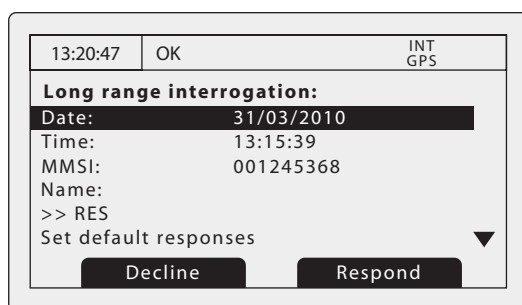 13:20:47 OK INT
GPS
Long range interrogation:
Date: 31/03/2010
Time: 13:15:39
MMSI: 001245368
Name:
>> RES
Set default responses
Decline Respond